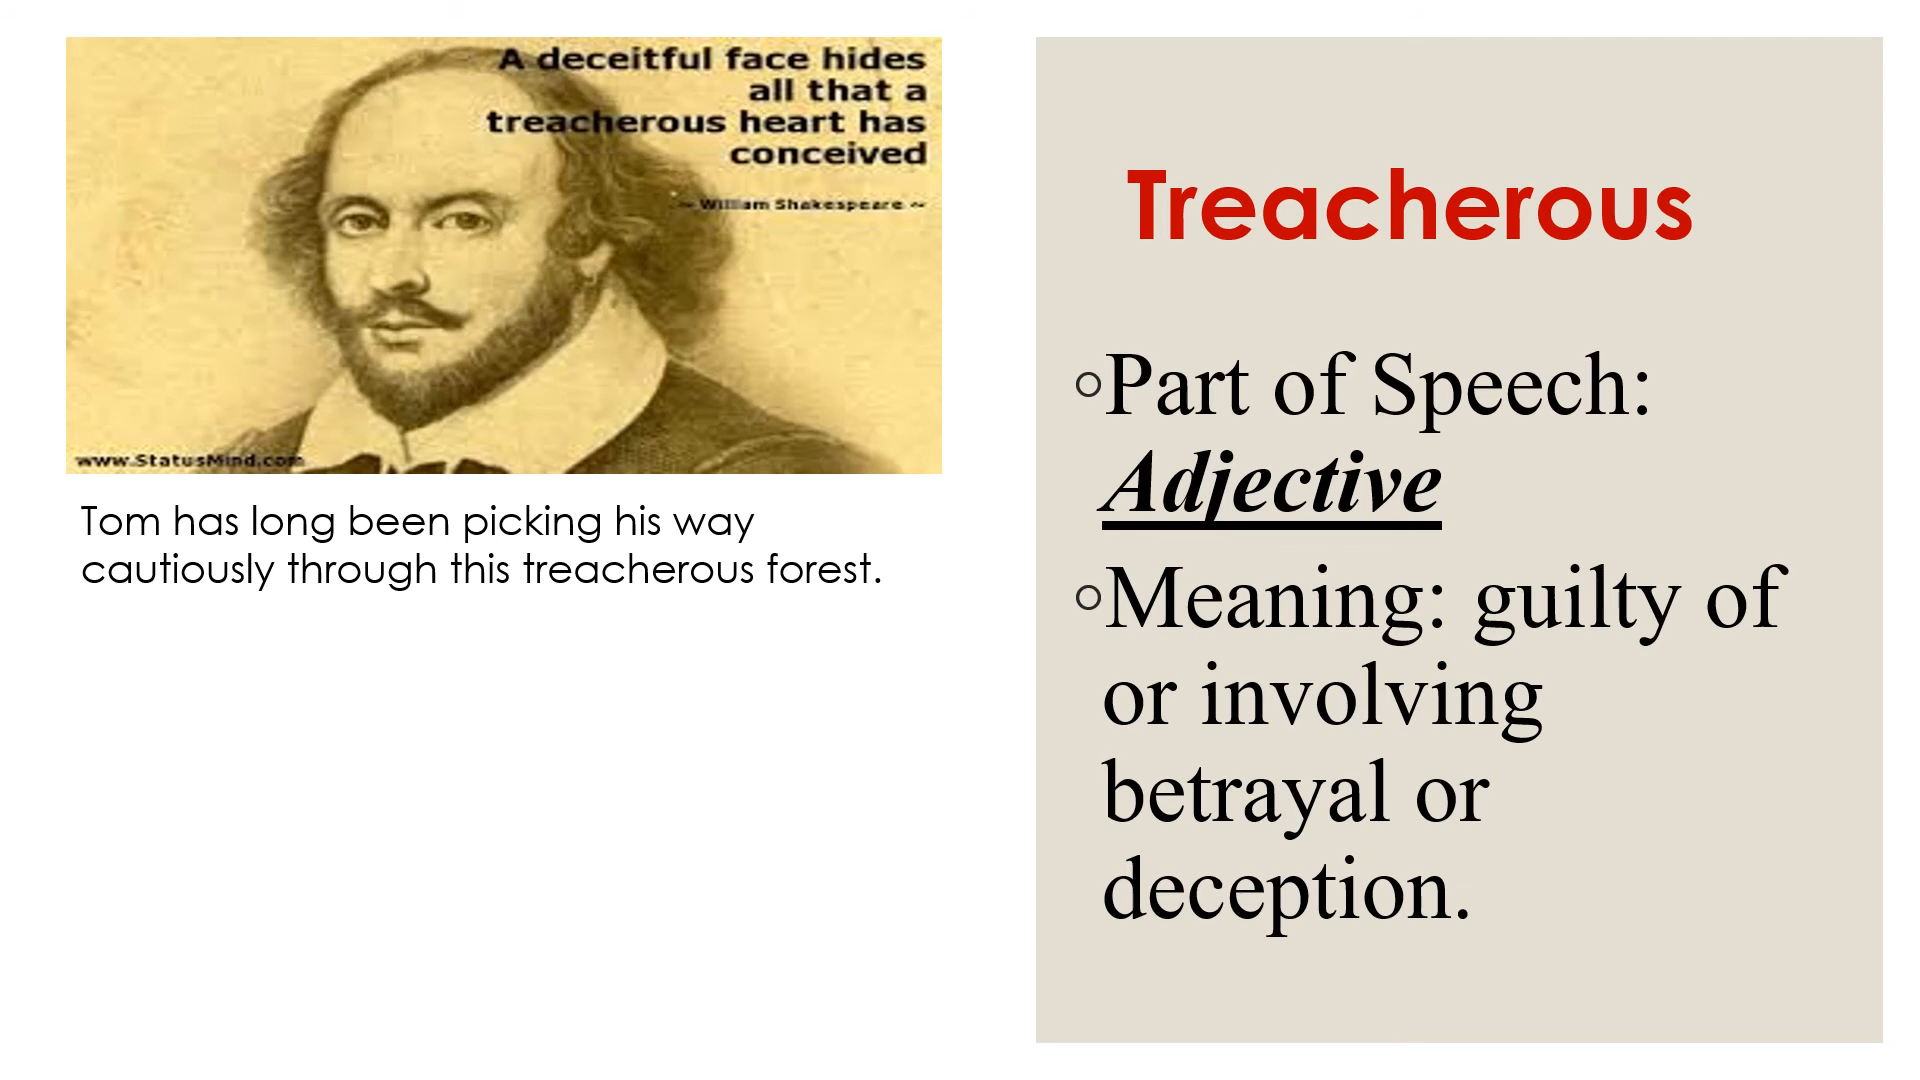 A deceitful face hides
all that a
treacherous heart has
conceived
~ William Shakespeare ~
www.StatusMind.com
Tom has long been picking his way
cautiously through this treacherous forest.
Treacherous
◦Part of Speech:
Adjective
◦Meaning: guilty of
or involving
betrayal or
deception.